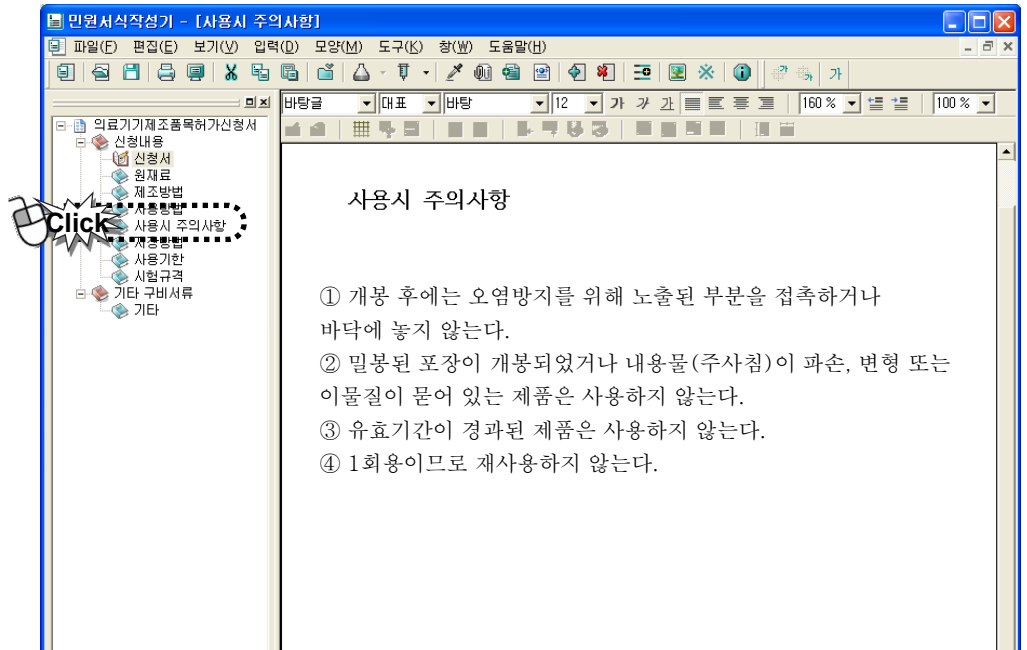 민원서식작성기 - [사용시 주의사항]
파일(F) 편집(E) 보기(V) 입력(D) 모양(M) 도구(K) 창(W) 도움말(H)
가
바탕글 대표 바탕 12 가 가 가 160 % 100 %
의료기기제조품목허가신청서
신청내용
신청서
원재료
제조방법
사용방법
Click
사용시 주의사항
저장방법
사용기한
시험규격
기타 구비서류
기타
사용시 주의사항
① 개봉 후에는 오염방지를 위해 노출된 부분을 접촉하거나
바닥에 놓지 않는다.
② 밀봉된 포장이 개봉되었거나 내용물(주사침)이 파손, 변형 또는
이물질이 묻어 있는 제품은 사용하지 않는다.
③ 유효기간이 경과된 제품은 사용하지 않는다.
④ 1회용이므로 재사용하지 않는다.